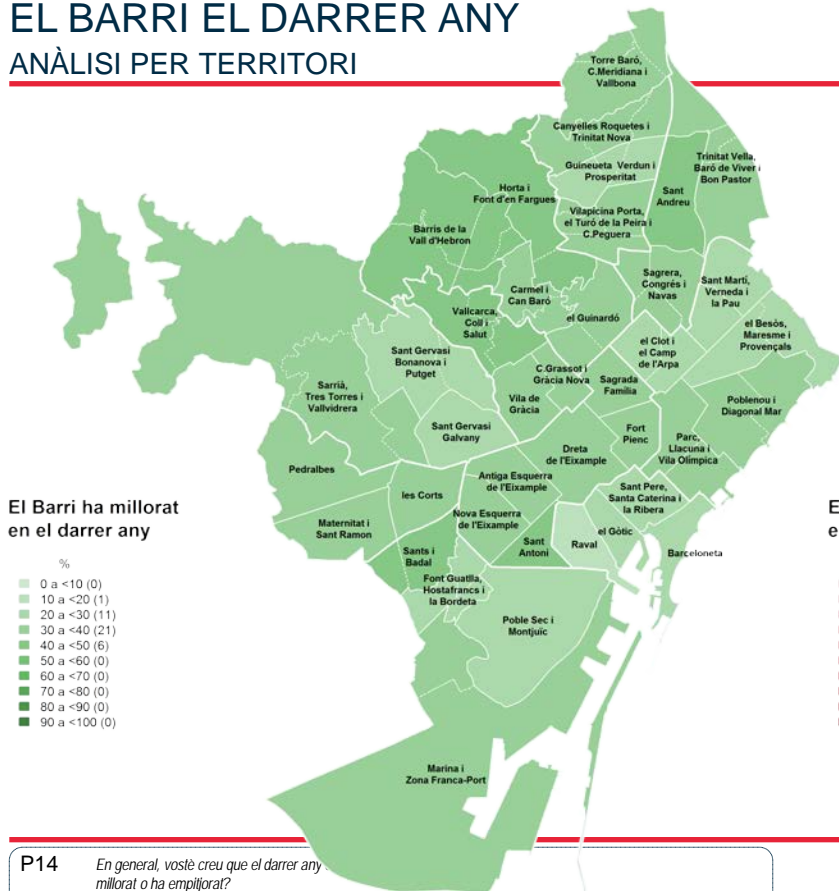 EL BARRI EL DARRER ANY
ANÀLISI PER TERRITORI
Torre Baró,
C.Meridiana i
Vallbona
Canyelles Roquetes i
Trinitat Nova
Guineueta Verdun i
Prosperitat
Trinitat Vella,
Baró de Viver i
Bon Pastor
Sant
Andreu
Horta i
Font d'en Fargues
Vilapicina Porta,
el Turó de la Peira i
C.Peguera
Barris de la
Vall d'Hebron
Sagrera,
Congrés i
Navas
Sant Martí,
Verneda i
la Pau
Carmel i
Can Baró
Vallcarca,
Coll i
Salut
el Guinardó
el Besòs,
Maresme i
Provençals
el Clot i
el Camp
de l'Arpa
Sant Gervasi
Bonanova i
Putget
C.Grassot i
Gràcia Nova
Sagrada
Família
Sarrià,
Tres Torres i
Vallvidrera
Vila de
Gràcia
Poblenou i
Diagonal Mar
Sant Gervasi
Galvany
Fort
Pienc
Parc,
Llacuna i
Vila Olímpica
Dreta
de l'Eixample
Pedralbes
Antiga Esquerra
de l'Eixample
les Corts
Sant Pere,
Santa Caterina i
la Ribera
Nova Esquerra
de l'Eixample
Maternitat i
Sant Ramon
el Gòtic
Sant
Antoni
Raval
Barceloneta
Sants i
Badal
Font Guatlla,
Hostafrancs i
la Bordeta
Poble Sec i
Montjuïc
Marina i
Zona Franca-Port
El Barri ha millorat
en el darrer any
%
0 a <10 (0)
10 a <20 (1)
20 a <30 (11)
30 a <40 (21)
40 a <50 (6)
50 a <60 (0)
60 a <70 (0)
70 a <80 (0)
80 a <90 (0)
90 a <100 (0)
E
e
P14 En general, vostè creu que el darrer any
millorat o ha empitjorat?